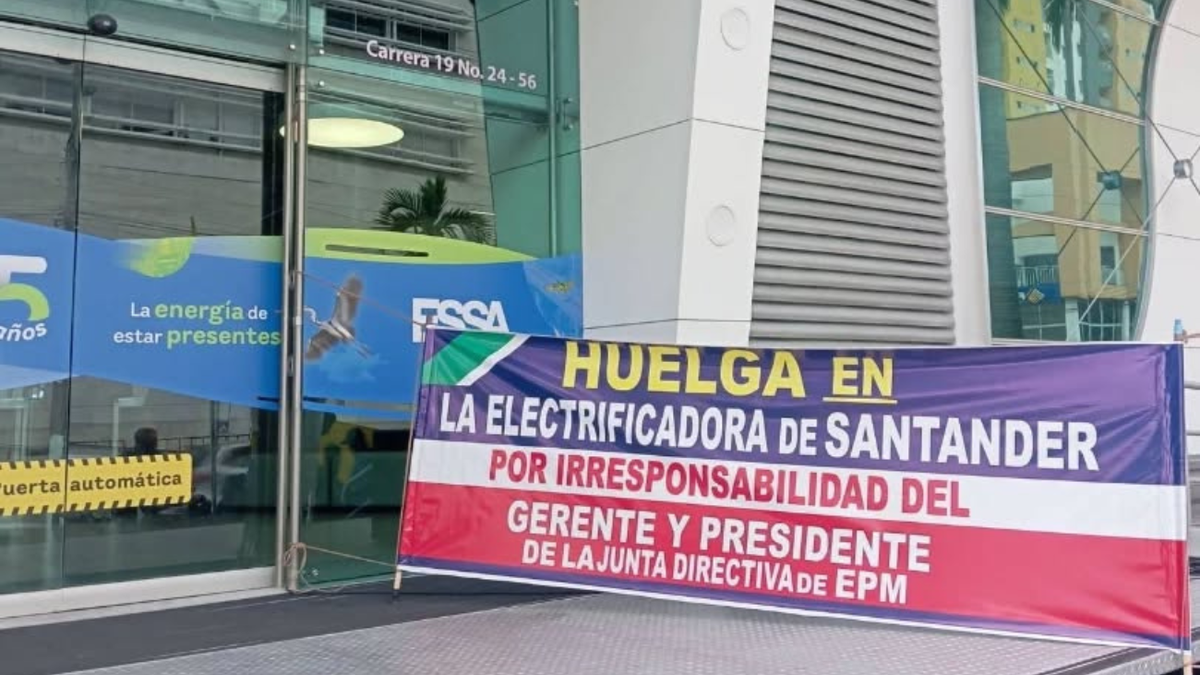 Carrera 19 No. 24 - 56
5
años
La energía de
estar presentes
ESSA
Puerta automática
HUELGA EN
LA ELECTRIFICADORA DE SANTANDER
POR IRRESPONSABILIDAD DEL
GERENTE Y PRESIDENTE
DE LA JUNTA DIRECTIVA DE EPM